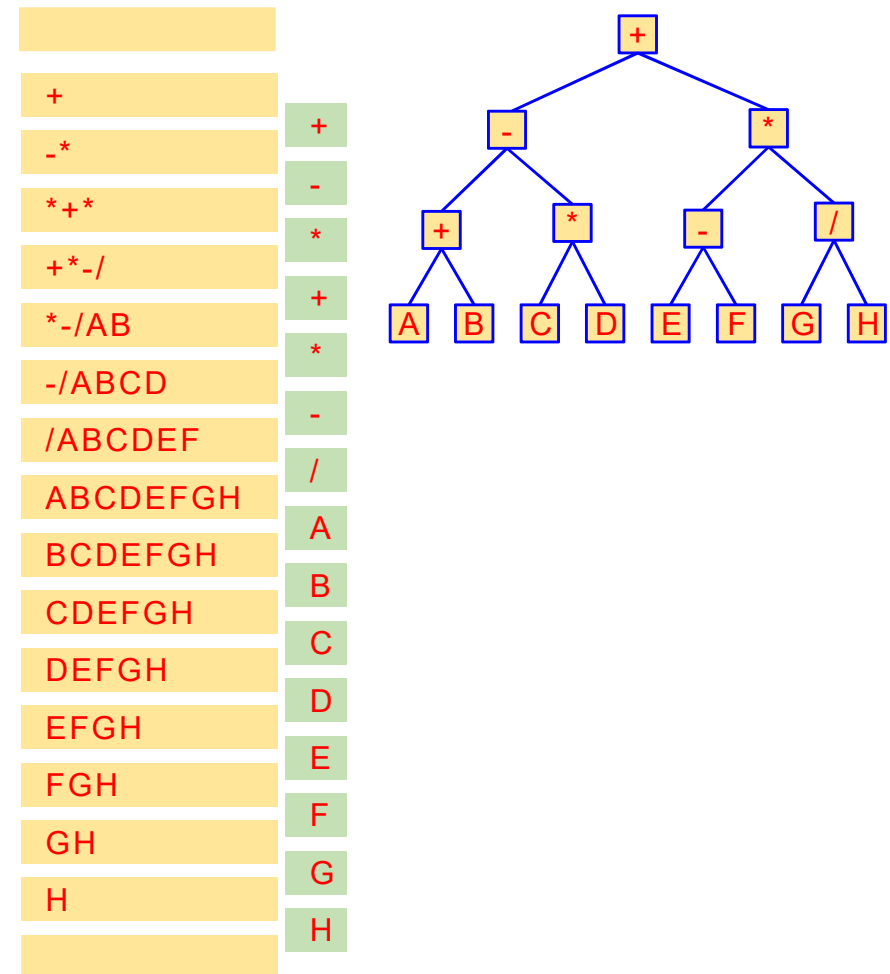 +
-*
*+*
+*-/
*-/AB
-/ABCD
/ABCDEF
ABCDEFGH
BCDEFGH
CDEFGH
DEFGH
EFGH
FGH
GH
H
+
-
*
+
*
-
/
A
B
C
D
E
F
G
H
+
- *
+ * - /
A B C D E F G H